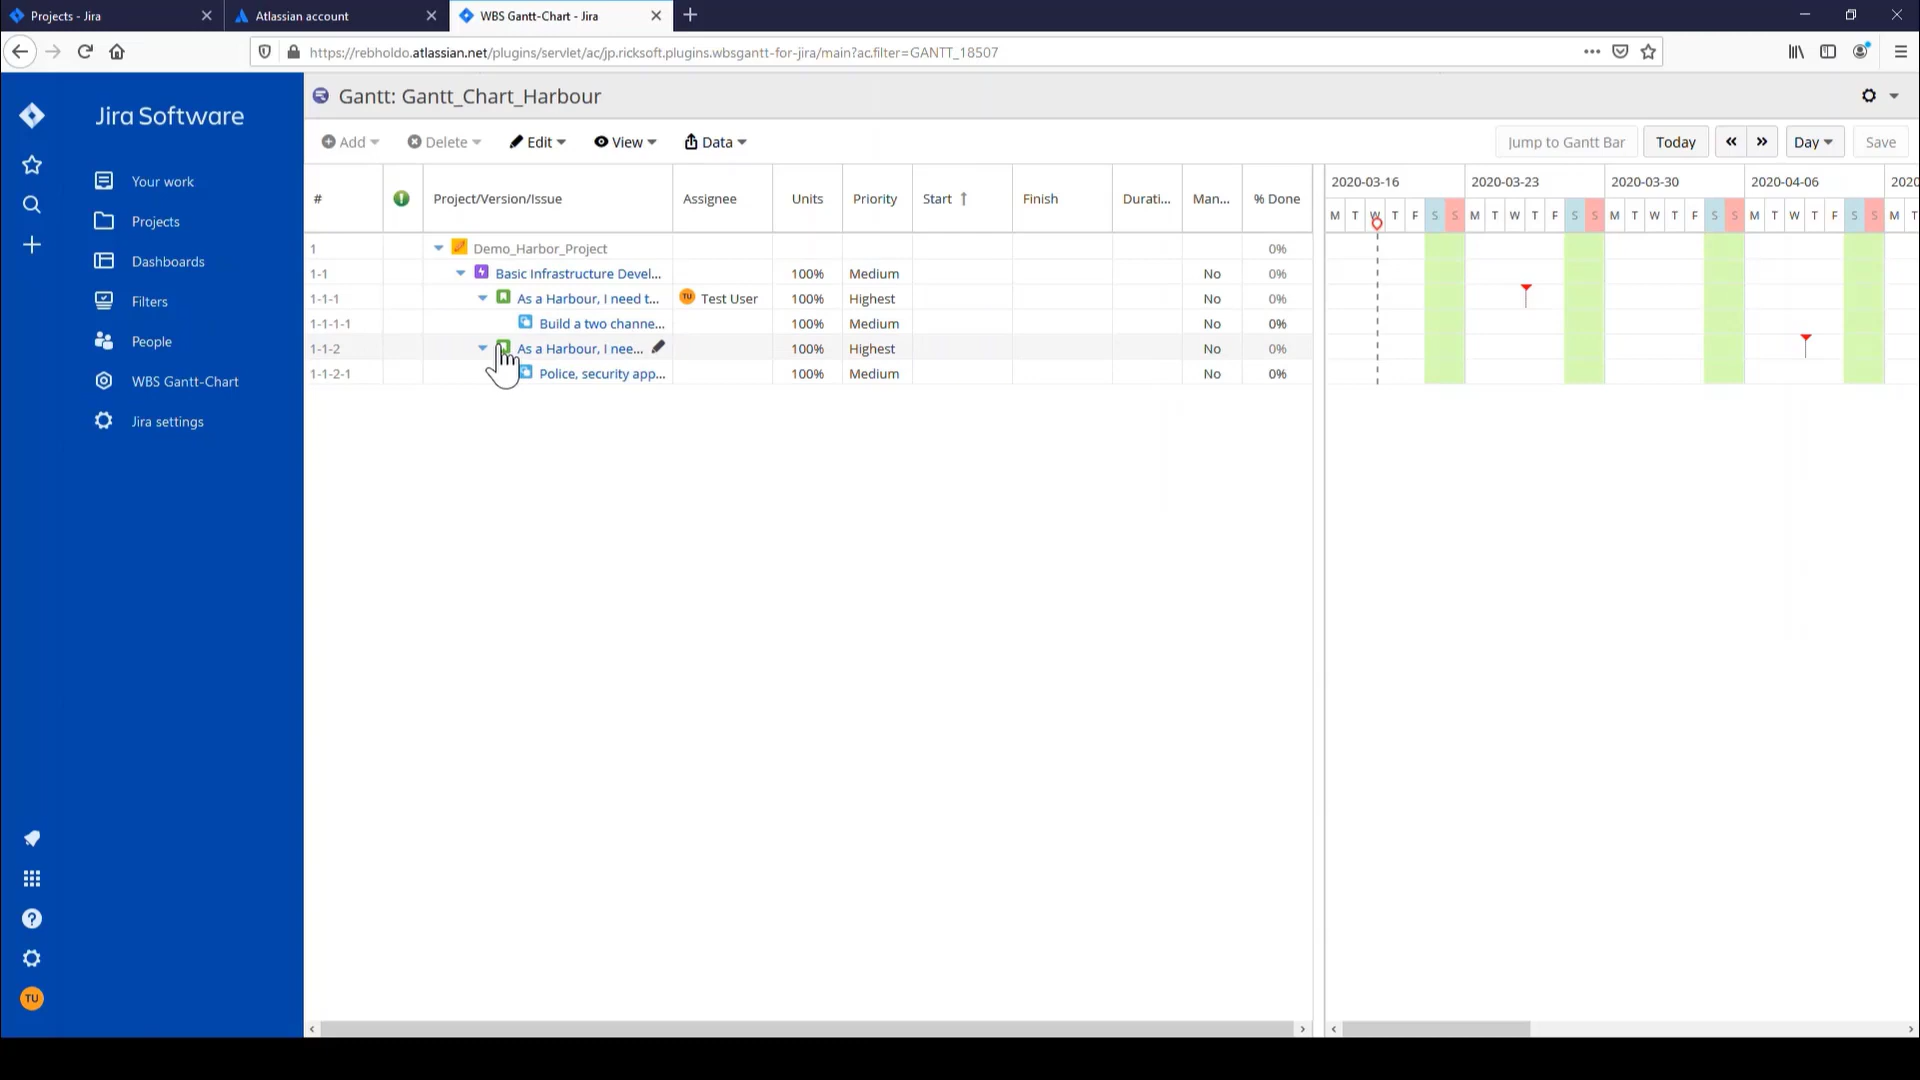 Projects - Jira
Atlassian account
WBS Gantt-Chart - Jira
https://rebholdo.atlassian.net/plugins/servlet/ac/jp.ricksoft.plugins.wbsgantt-for-jira/main?ac.filter=GANTT_18507
Jira Software
Your work
Projects
Dashboards
Filters
People
WBS Gantt-Chart
Jira settings
TU
Gantt: Gantt_Chart_Harbour
Add Delete Edit View Data Jump to Gantt Bar Today « » Day Save
# Project/Version/Issue Assignee Units Priority Start Finish Durati... Man... % Done
2020-03-16 2020-03-23 2020-03-30 2020-04-06 2020
M T W T F S S M T W T F S S M T W T F S S M T W T F S S M T
1 Demo_Harbor_Project 0%
1-1 Basic Infrastructure Devel... 100% Medium No 0%
1-1-1 As a Harbour, I need t... TU Test User 100% Highest No 0%
1-1-1-1 Build a two channe... 100% Medium No 0%
1-1-2 As a Harbour, I nee... 100% Highest No 0%
1-1-2-1 Police, security app... 100% Medium No 0%